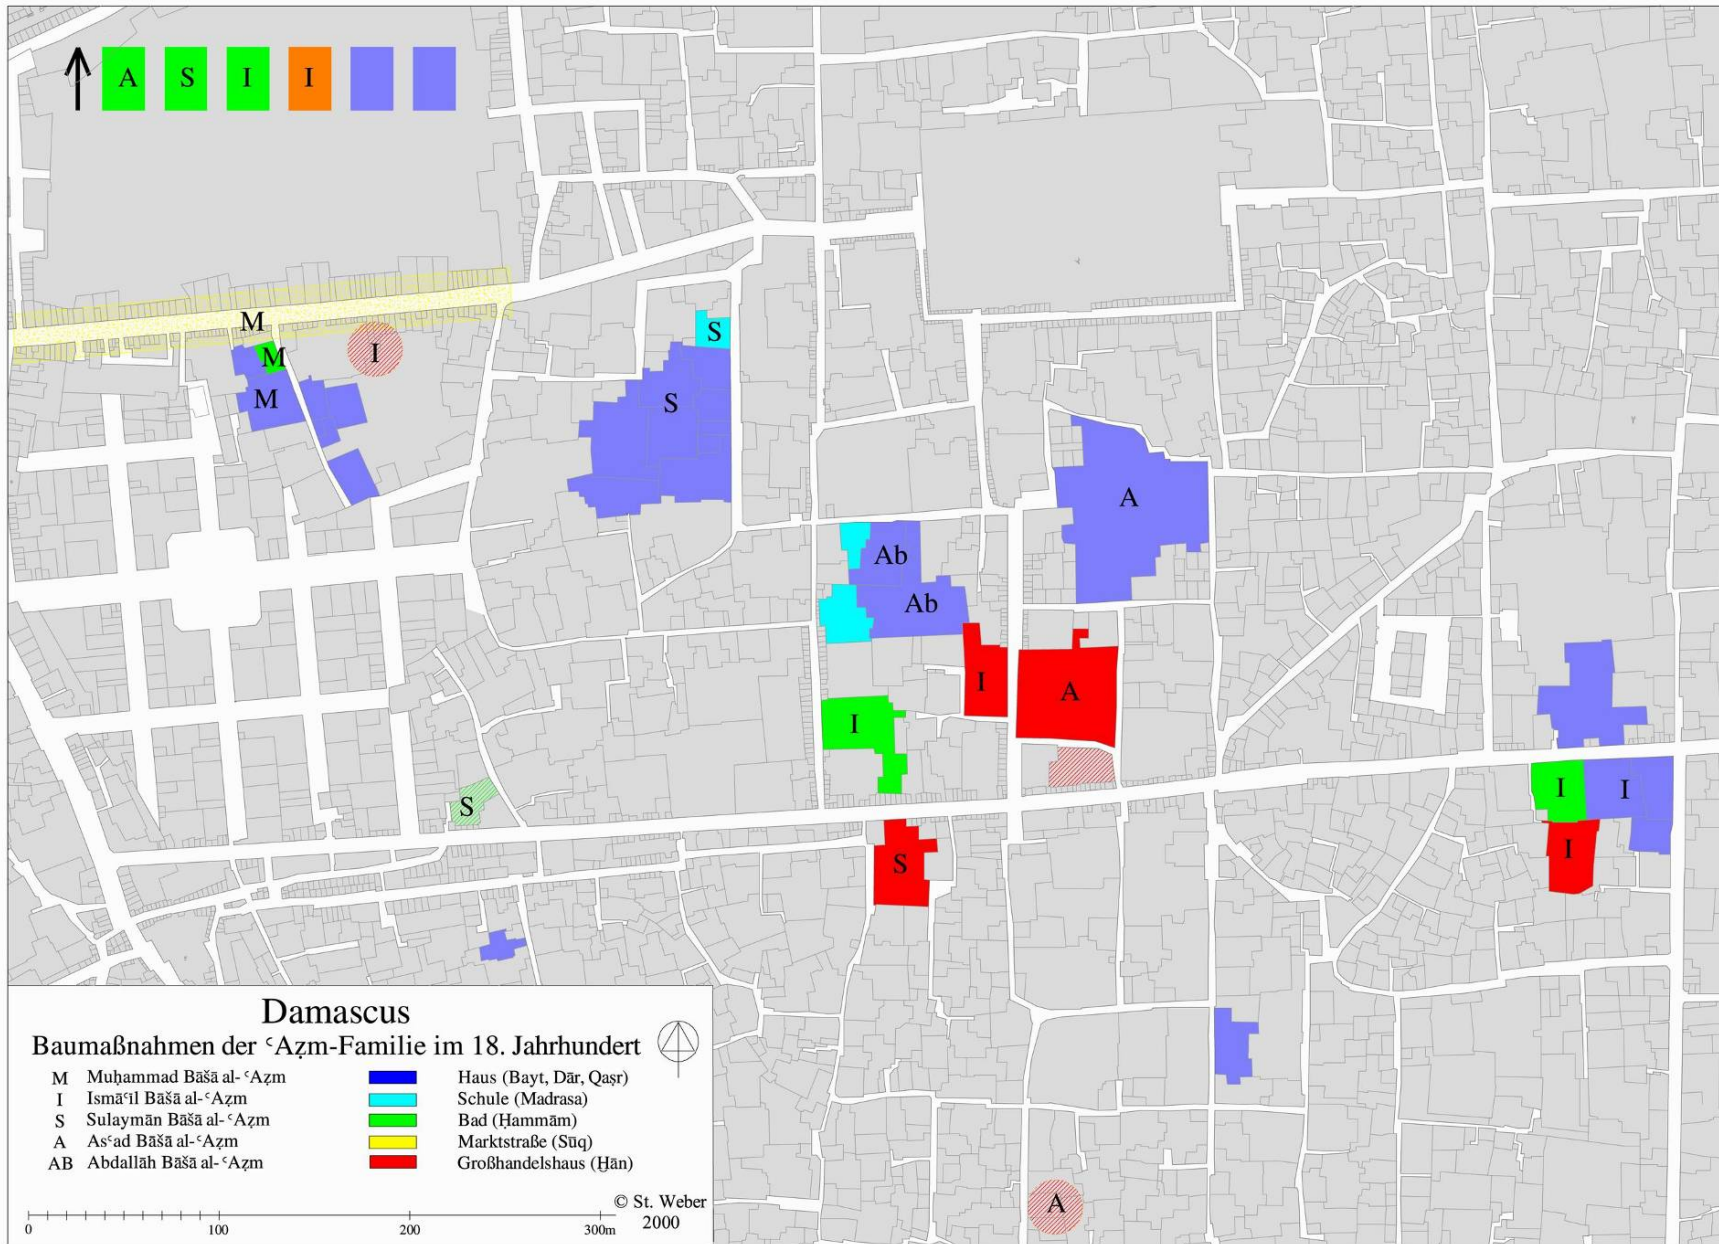 A S I I
M
M
I
M
S
S
A
Ab
Ab
I
A
I
S
I
I
S
I
A
Damascus
Baumaßnahmen der ʿAẓm-Familie im 18. Jahrhundert
M Muḥammad Bāšā al-ʿAẓm Haus (Bayt, Dār, Qaṣr)
I Ismāʿīl Bāšā al-ʿAẓm Schule (Madrasa)
S Sulaymān Bāšā al-ʿAẓm Bad (Ḥammām)
A Asʿad Bāšā al-ʿAẓm Marktstraße (Sūq)
AB Abdallāh Bāšā al-ʿAẓm Großhandelshaus (Ḫān)
© St. Weber
2000
0 100 200 300m